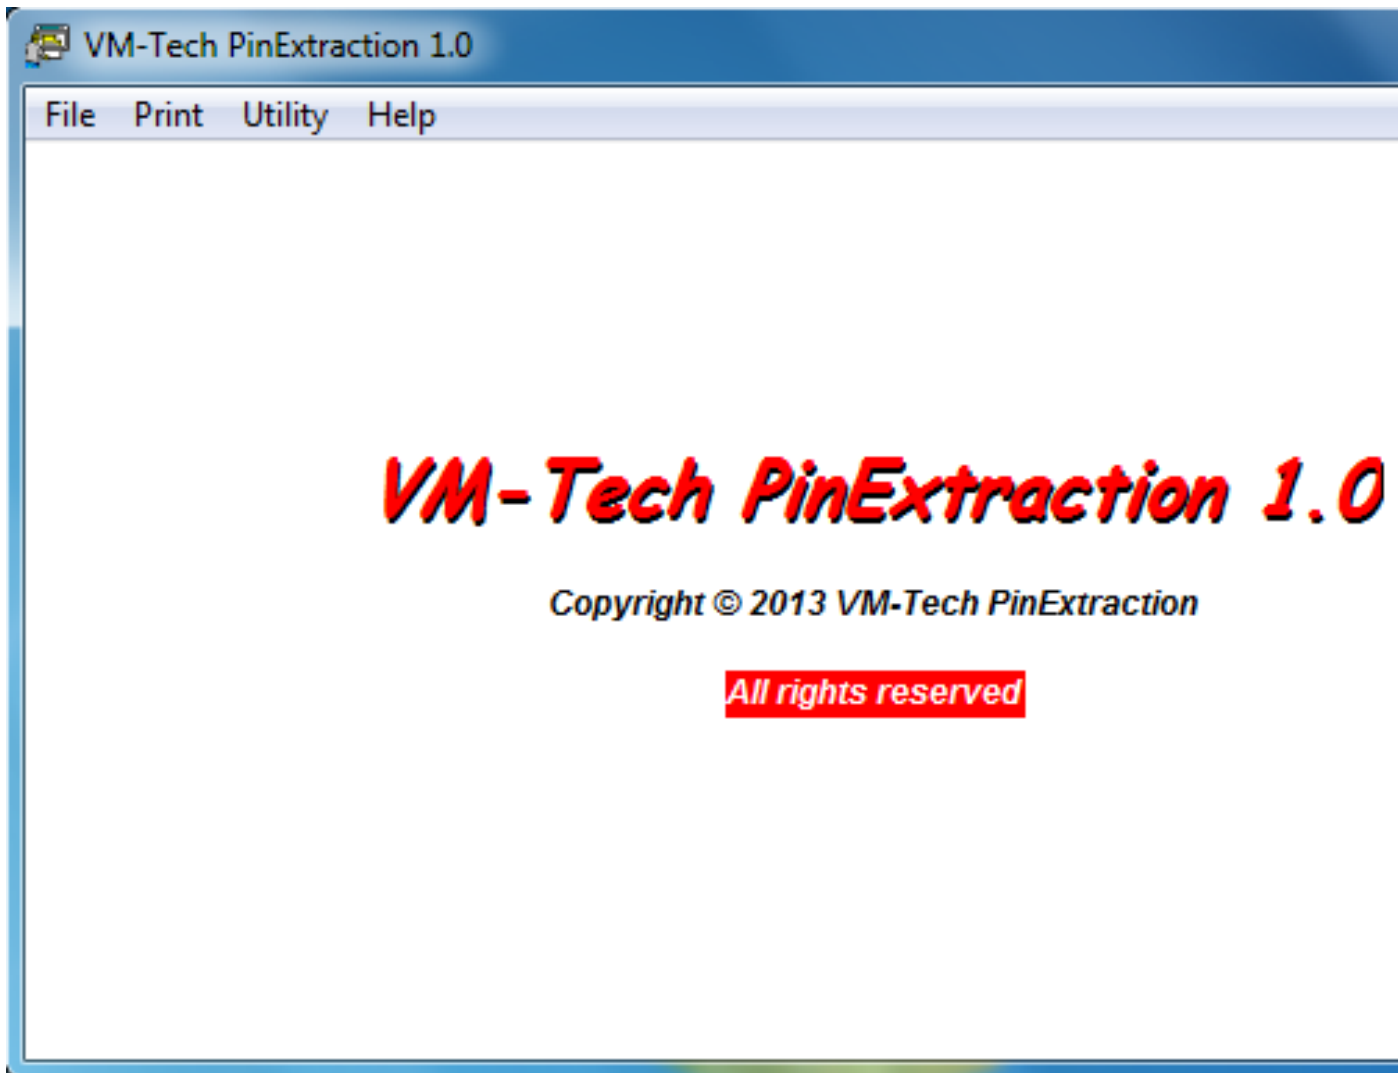 VM-Tech PinExtraction 1.0
File Print Utility Help
VM-Tech PinExtraction 1.0
Copyright © 2013 VM-Tech PinExtraction
All rights reserved